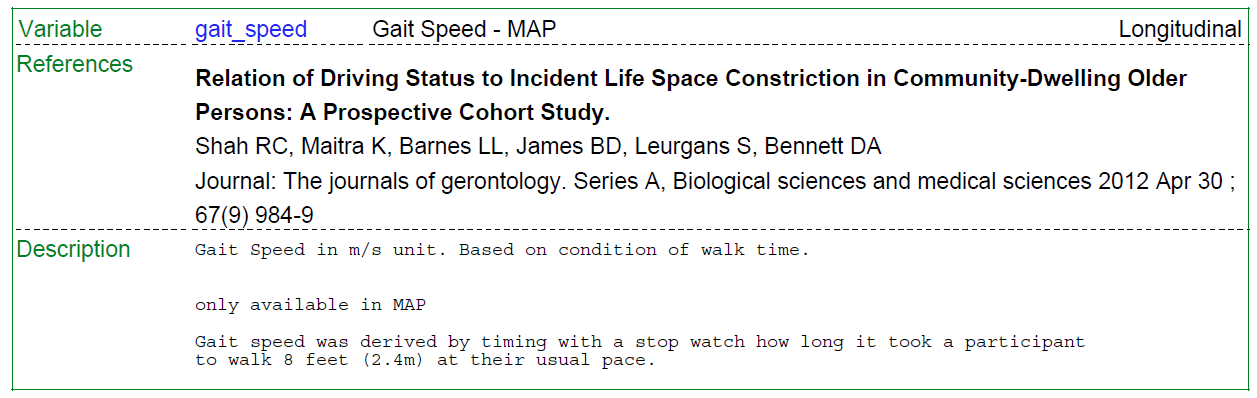 Variable gait_speed Gait Speed - MAP Longitudinal
References
Relation of Driving Status to Incident Life Space Constriction in Community-Dwelling Older
Persons: A Prospective Cohort Study.
Shah RC, Maitra K, Barnes LL, James BD, Leurgans S, Bennett DA
Journal: The journals of gerontology. Series A, Biological sciences and medical sciences 2012 Apr 30 ;
67(9) 984-9
Description
Gait Speed in m/s unit. Based on condition of walk time.
only available in MAP
Gait speed was derived by timing with a stop watch how long it took a participant
to walk 8 feet (2.4m) at their usual pace.